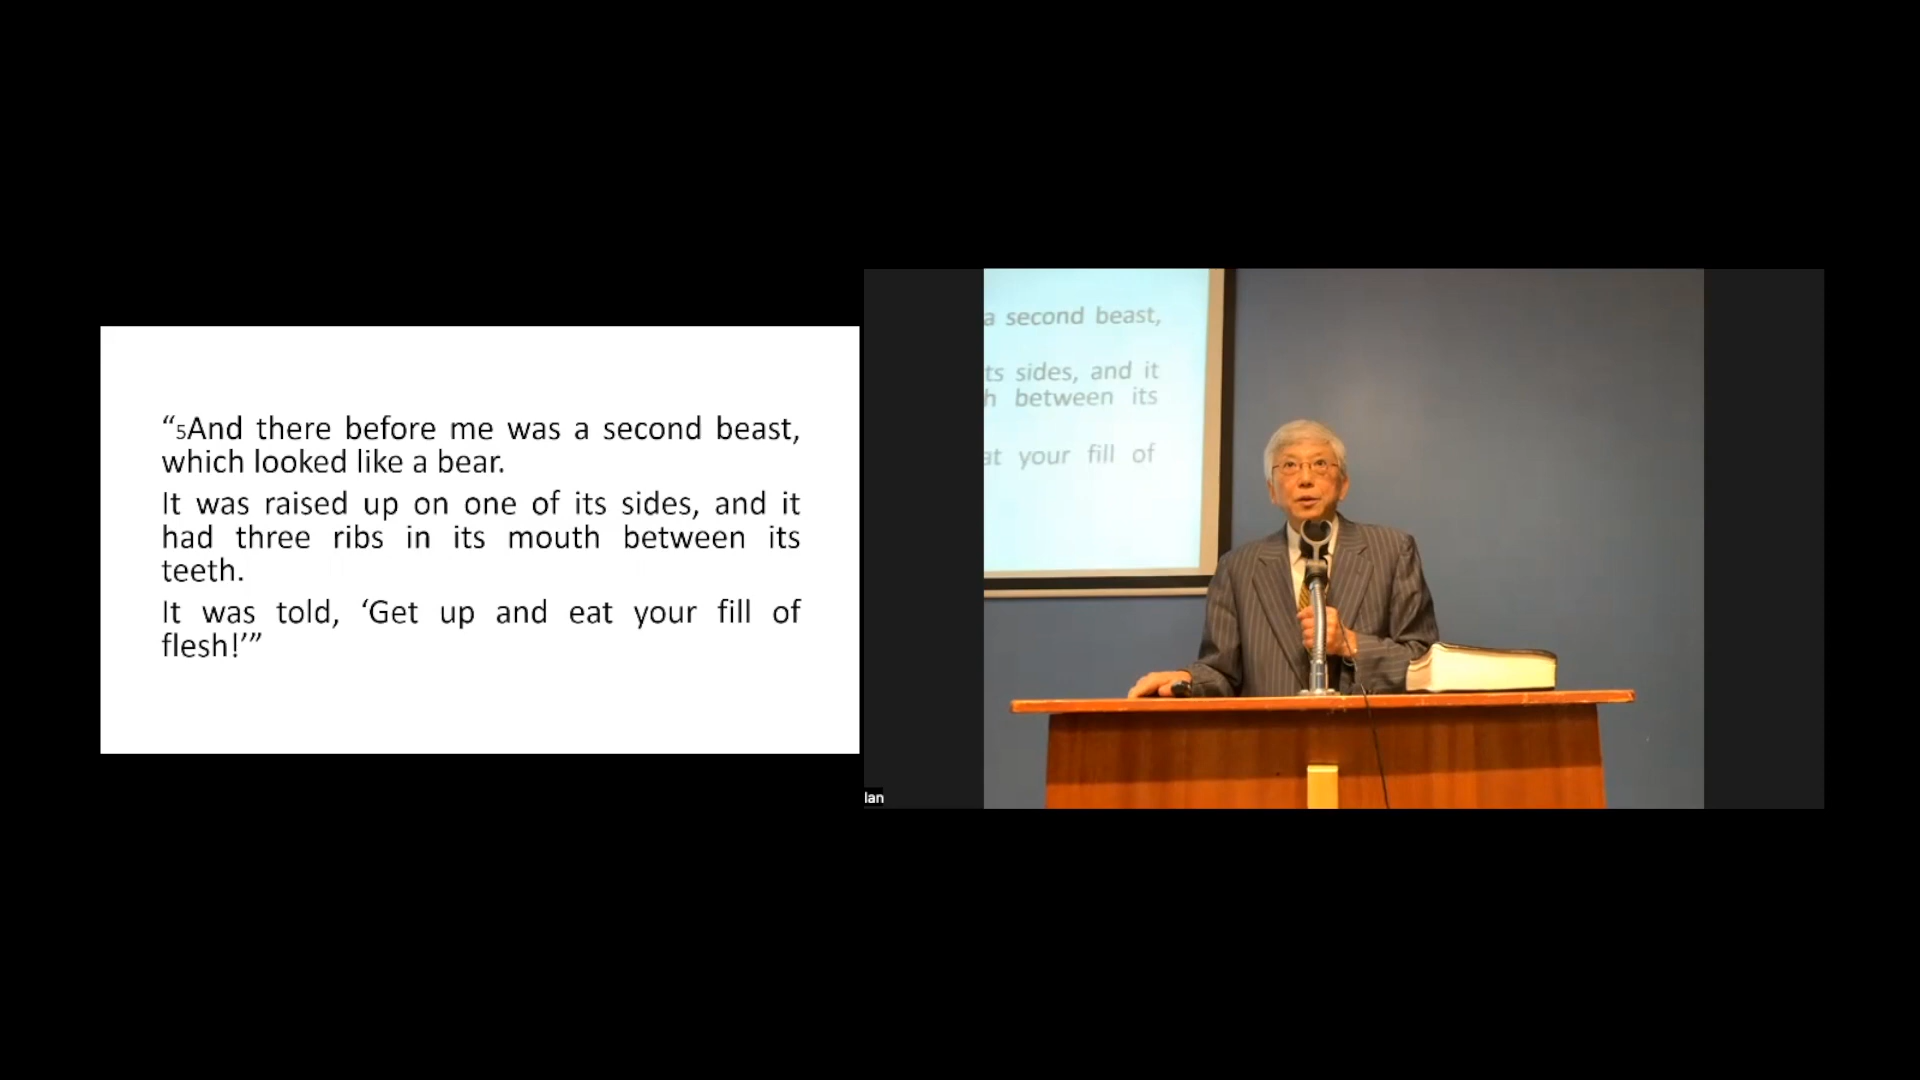 “5And there before me was a second beast,
which looked like a bear.
It was raised up on one of its sides, and it
had three ribs in its mouth between its
teeth.
It was told, ‘Get up and eat your fill of
flesh!’”
a second beast,
ts sides, and it
h between its
at your fill of
lan